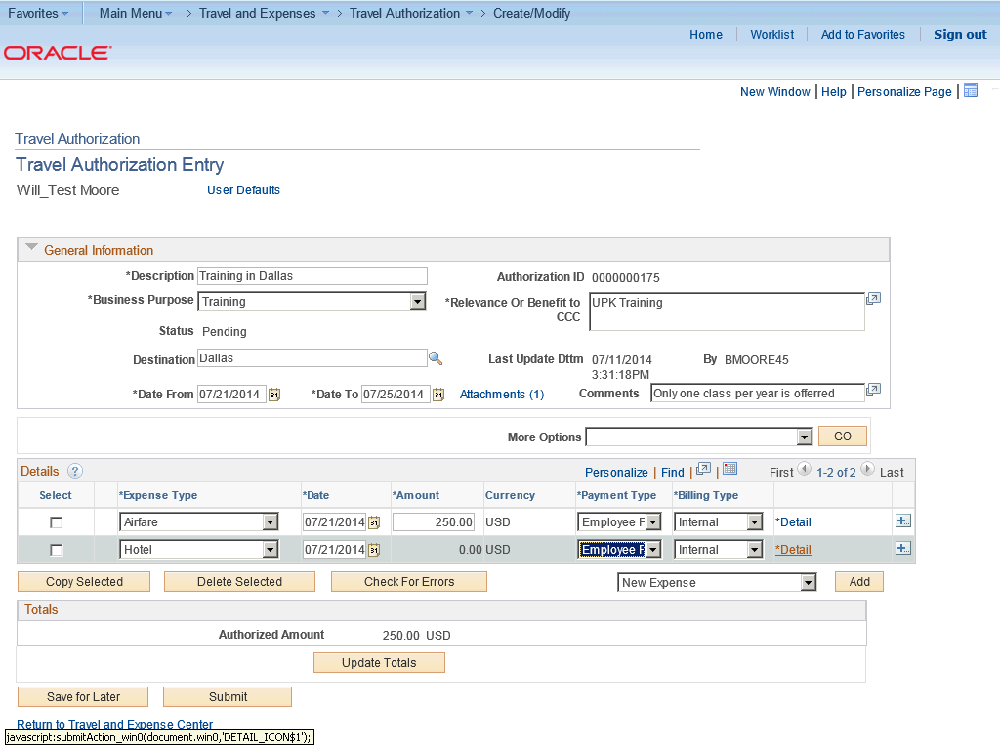 Favorites Main Menu > Travel and Expenses > Travel Authorization > Create/Modify
Home Worklist Add to Favorites Sign out
ORACLE
New Window | Help | Personalize Page |
Travel Authorization
Travel Authorization Entry
Will_Test Moore User Defaults
General Information
*Description Training in Dallas Authorization ID 0000000175
*Business Purpose Training *Relevance Or Benefit to CCC UPK Training
Status Pending
Destination Dallas Last Update Dttm 07/11/2014 3:31:18PM By BMOORE45
*Date From 07/21/2014 *Date To 07/25/2014 Attachments (1) Comments Only one class per year is offerred
More Options GO
Details Personalize | Find | | First 1-2 of 2 Last
Select *Expense Type *Date *Amount Currency *Payment Type *Billing Type
Airfare 07/21/2014 250.00 USD Employee P Internal *Detail
Hotel 07/21/2014 0.00 USD Employee P Internal *Detail
Copy Selected Delete Selected Check For Errors New Expense Add
Totals
Authorized Amount 250.00 USD
Update Totals
Save for Later Submit
Return to Travel and Expense Center
javascript:submitAction_win0(document.win0,'DETAIL_ICON$1');